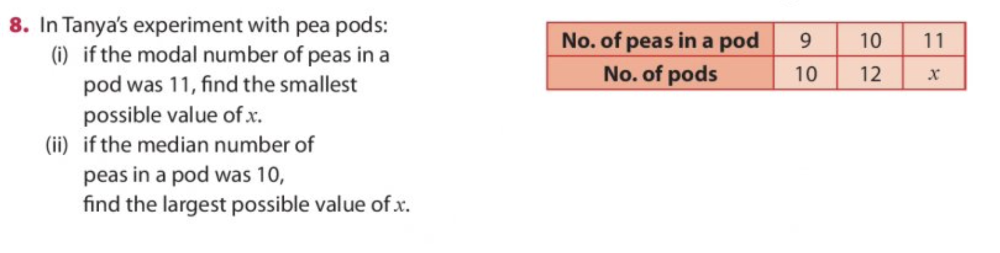 8. In Tanya's experiment with pea pods:
(i) if the modal number of peas in a
pod was 11, find the smallest
possible value of x.
(ii) if the median number of
peas in a pod was 10,
find the largest possible value of x.
No. of peas in a pod 9 10 11
No. of pods 10 12 x